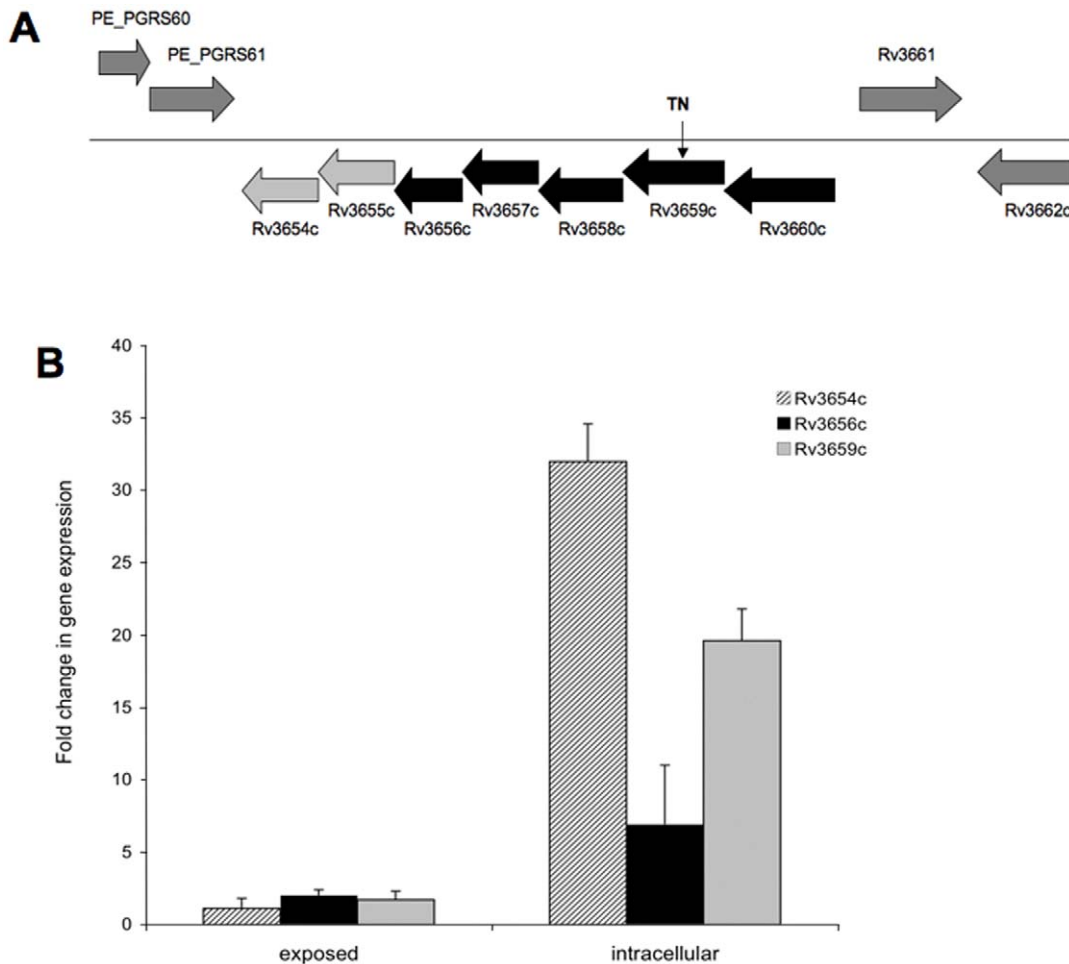 A
PE_PGRS60
PE_PGRS61
Rv3661
TN
Rv3654c
Rv3655c
Rv3656c
Rv3657c
Rv3658c
Rv3659c
Rv3660c
Rv3662c
B
Fold change in gene expression
40
35
30
25
20
15
10
5
0
Rv3654c
Rv3656c
Rv3659c
exposed
intracellular